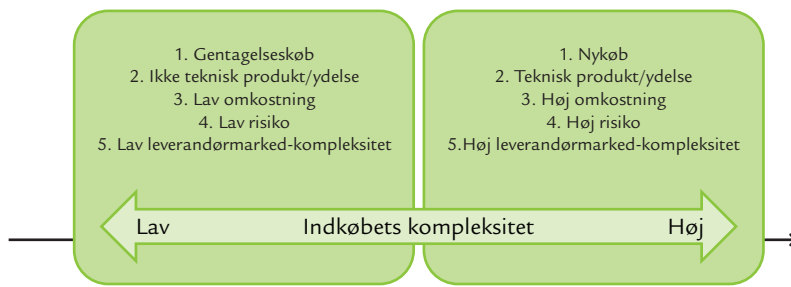 1. Gentagelseskøb
2. Ikke teknisk produkt/ydelse
3. Lav omkostning
4. Lav risiko
5. Lav leverandørmarked-kompleksitet
1. Nykøb
2. Teknisk produkt/ydelse
3. Høj omkostning
4. Høj risiko
5.Høj leverandørmarked-kompleksitet
Lav Indkøbets kompleksitet Høj